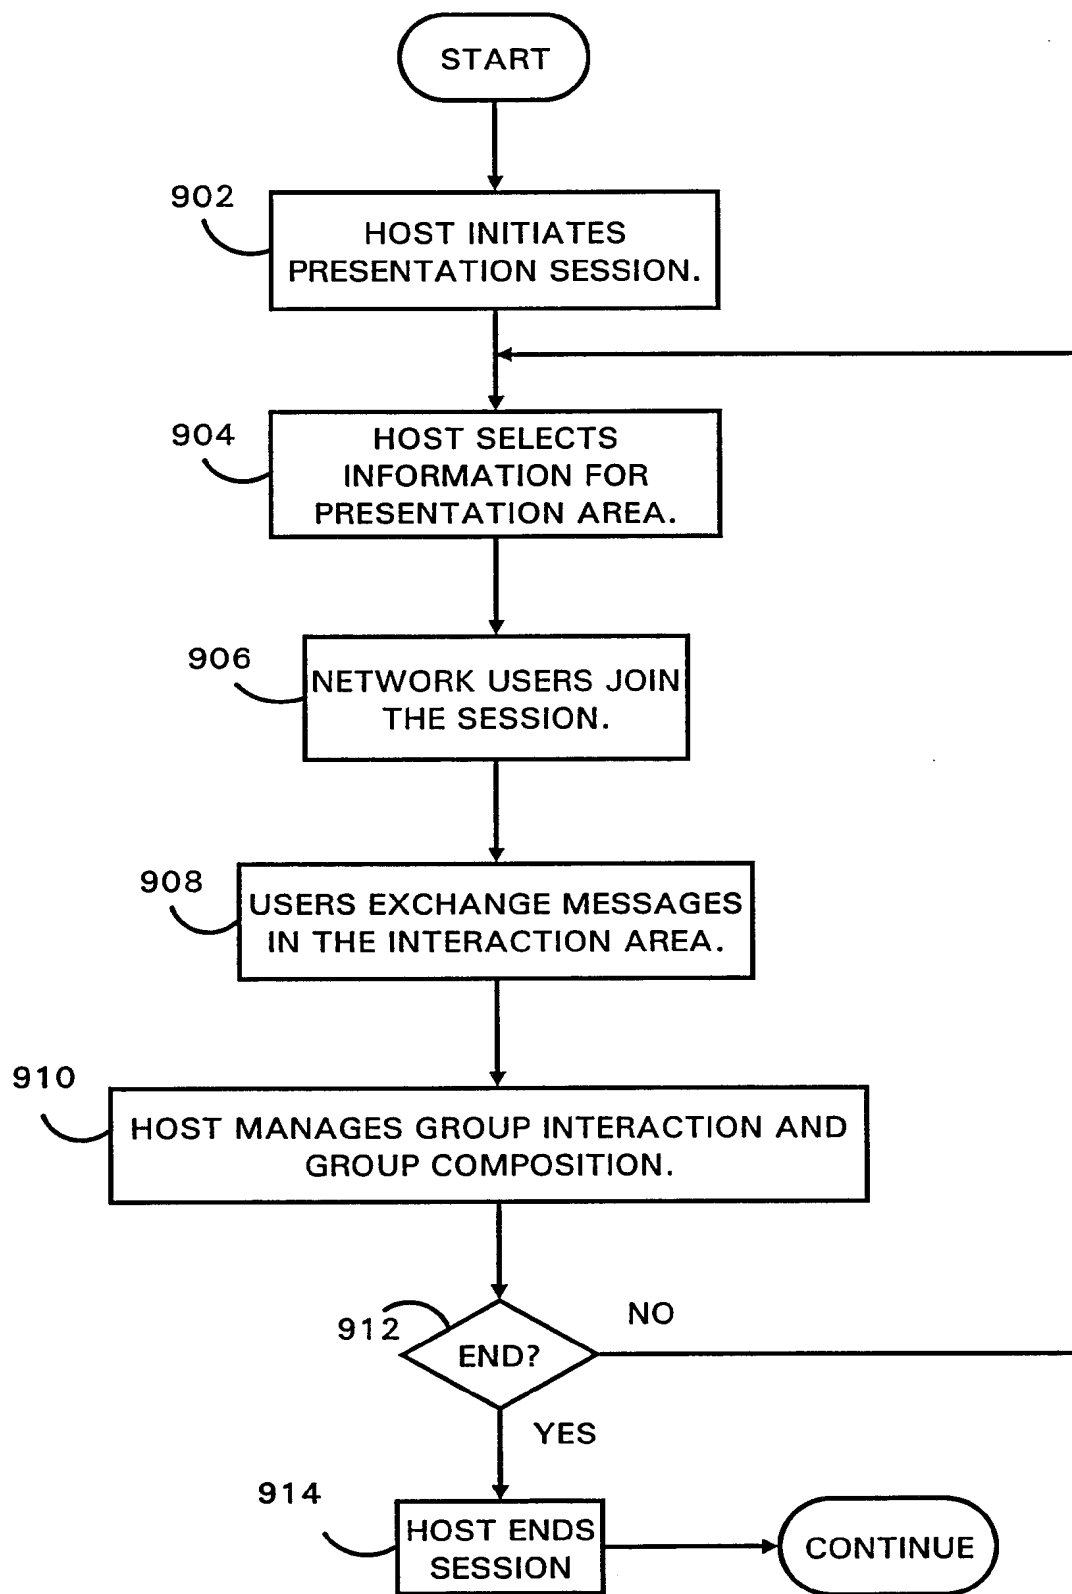 START
902
HOST INITIATES
PRESENTATION SESSION.
904
HOST SELECTS
INFORMATION FOR
PRESENTATION AREA.
906
NETWORK USERS JOIN
THE SESSION.
908
USERS EXCHANGE MESSAGES
IN THE INTERACTION AREA.
910
HOST MANAGES GROUP INTERACTION AND
GROUP COMPOSITION.
912
END?
NO
YES
914
HOST ENDS
SESSION
CONTINUE